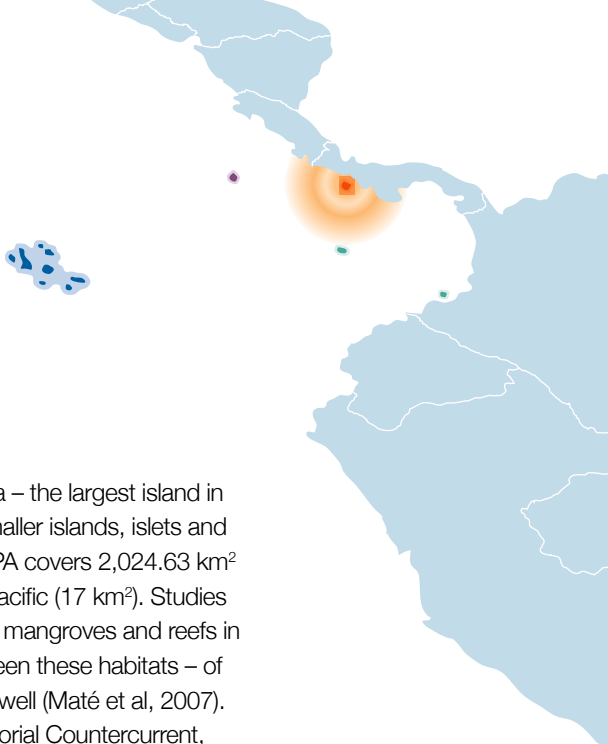 a – the largest island in
aller islands, islets and
PA covers 2,024.63 km²
acific (17 km²). Studies
mangroves and reefs in
een these habitats – of
well (Maté et al, 2007).
orial Countercurrent,